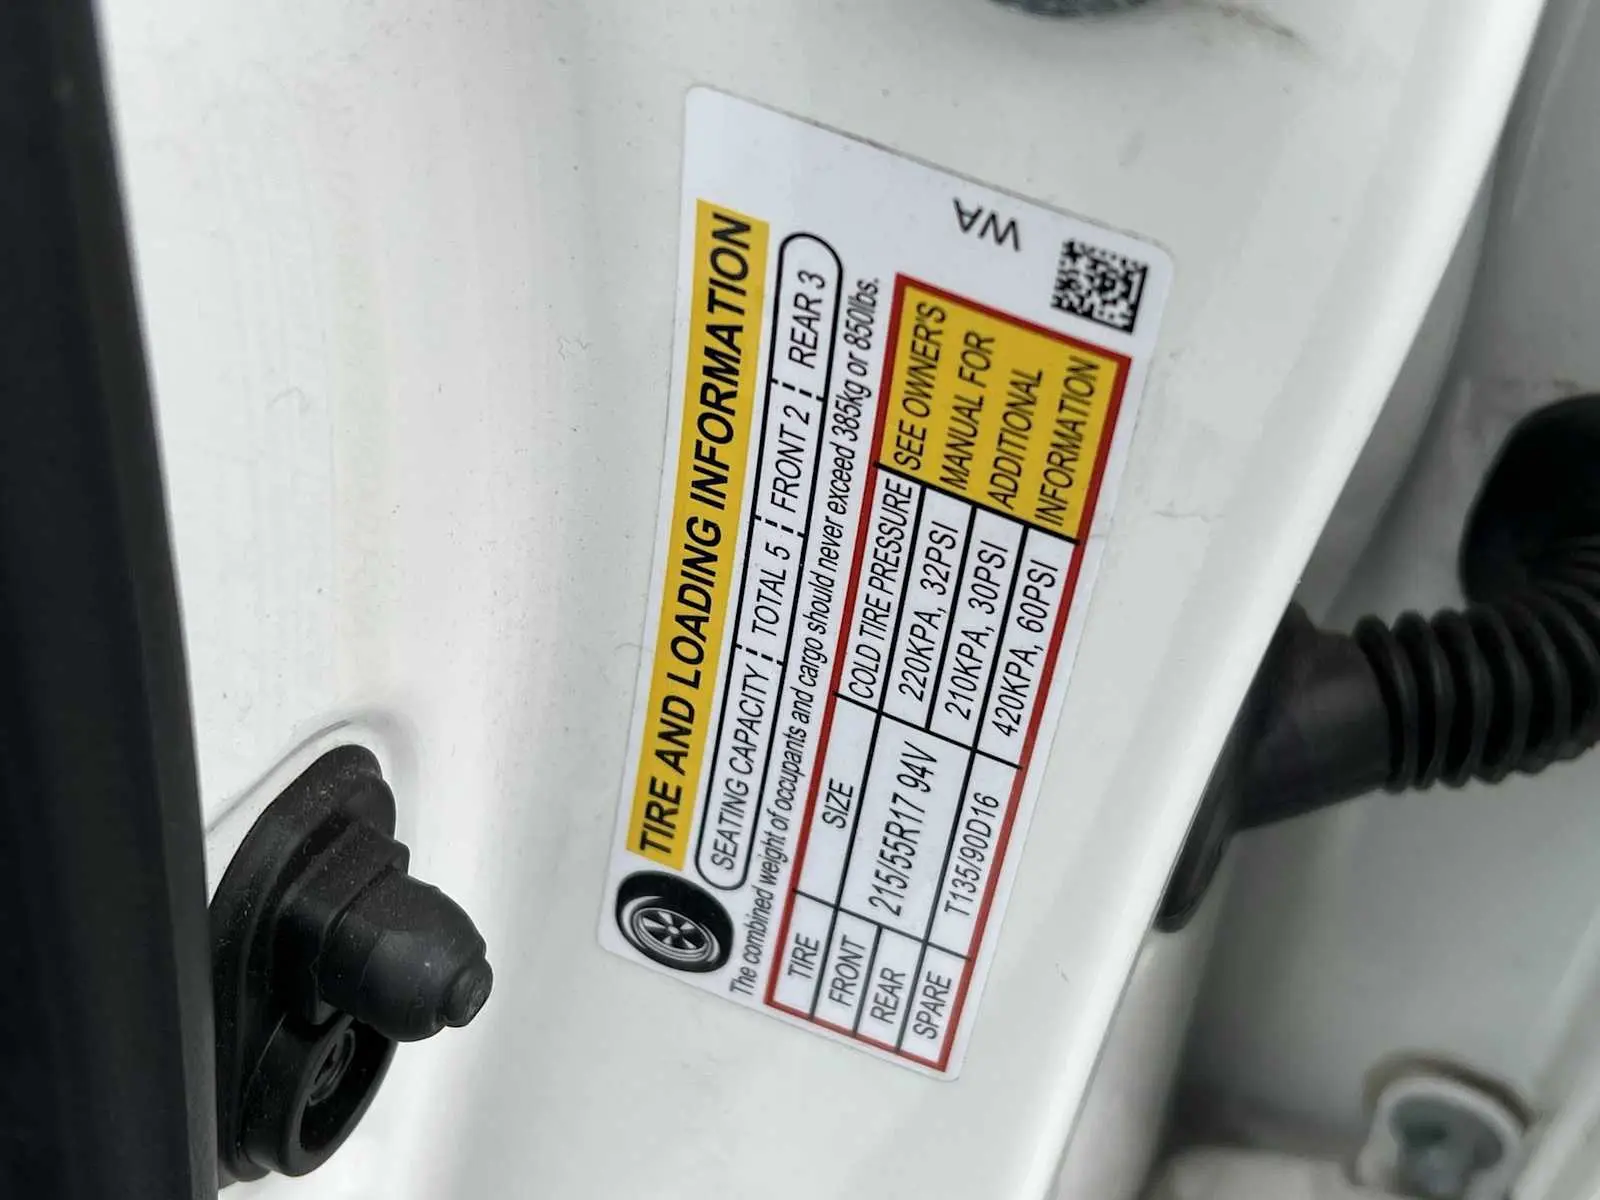 TIRE AND LOADING INFORMATION
SEATING CAPACITY TOTAL 5 FRONT 2 REAR 3
The combined weight of occupants and cargo should never exceed 385kg or 850lbs.
TIRE SIZE COLD TIRE PRESSURE
FRONT 215/55R17 94V 220KPA, 32PSI
REAR 210KPA, 30PSI
SPARE T135/90D16 420KPA, 60PSI
SEE OWNER'S
MANUAL FOR
ADDITIONAL
INFORMATION
WA